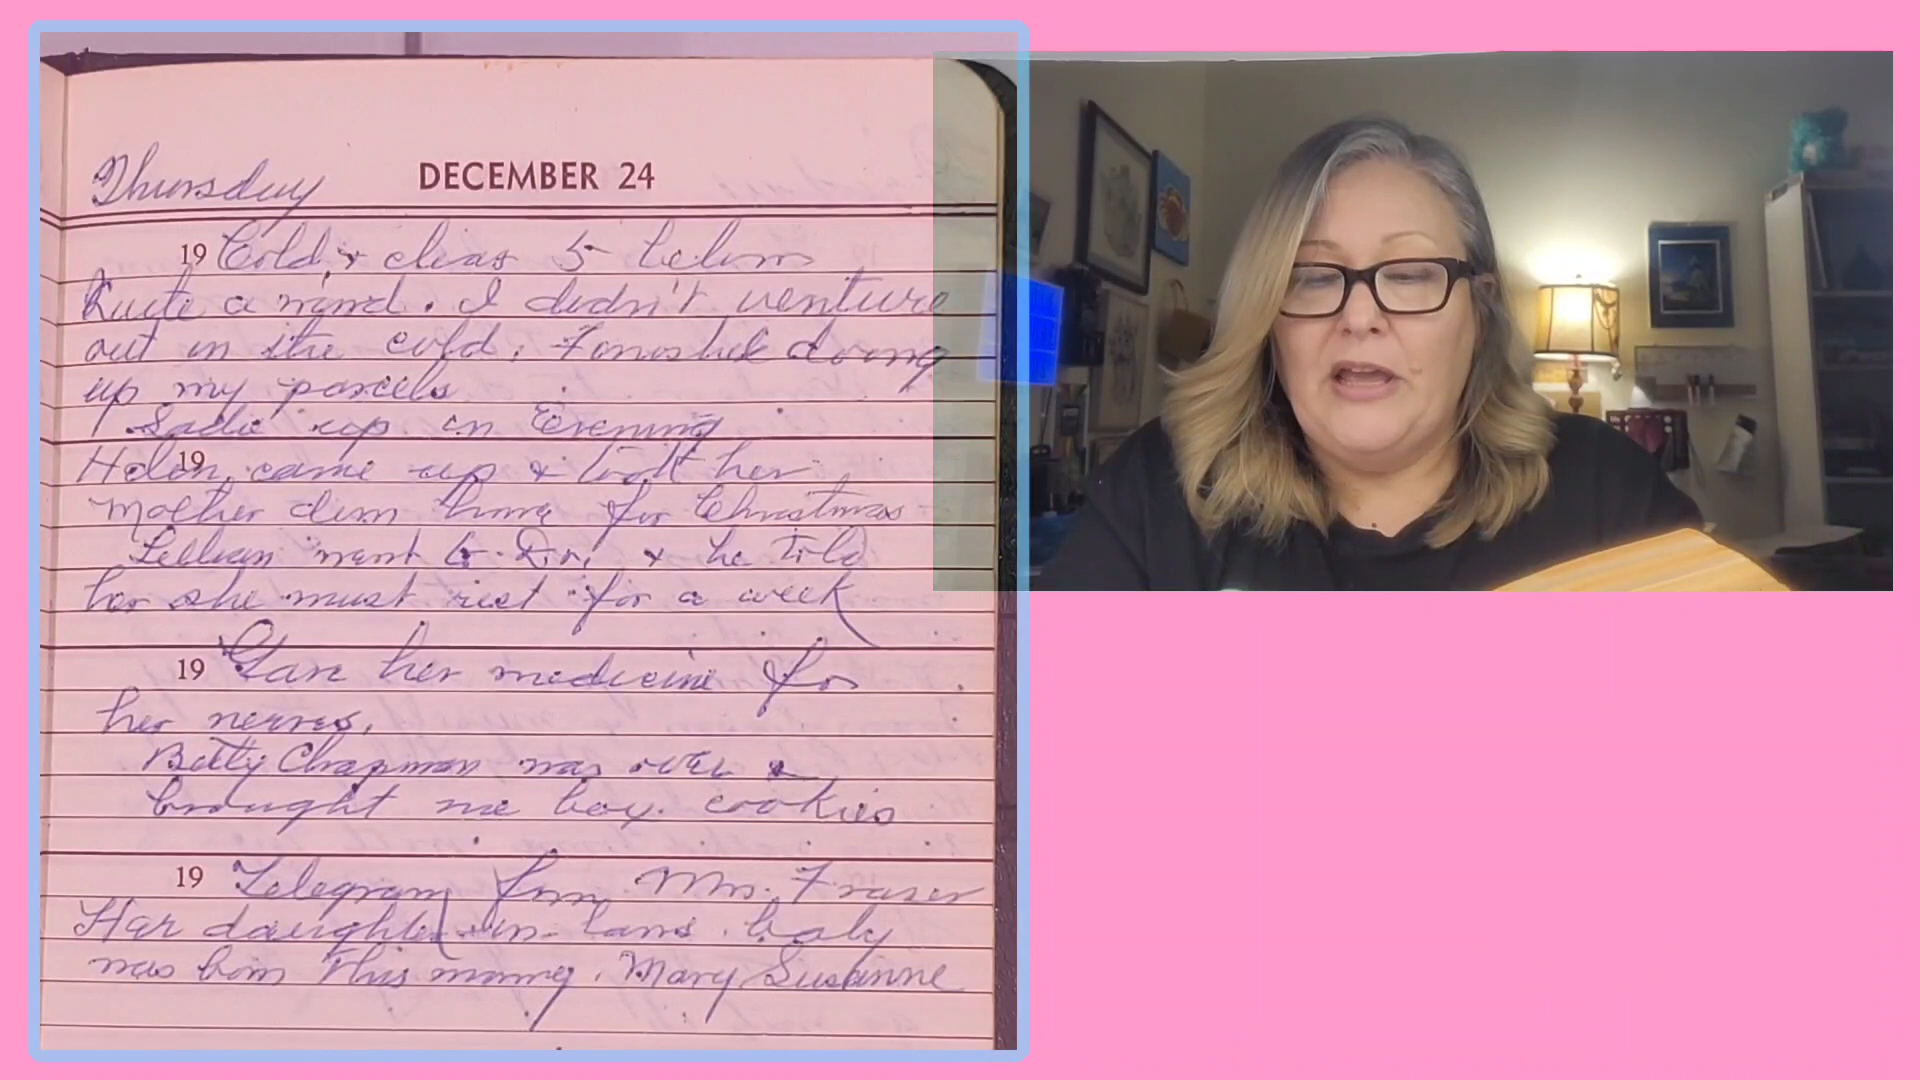 Thursday DECEMBER 24
19 Cold & clear 5 below
Quite a wind. I didn't venture
out in the cold. Finished doing
up my parcels
Sadie up in Evening
19
Helen came up & took her
mother down home for Christmas
Lillian went to Dr. & he told
her she must rest for a week
19 Gave her medicine for
her nerves.
Betty Chapman was over &
brought me box cookies
19 Telegram from Mrs. Fraser
Her daughter-in-laws baby
was born this morning. Mary Susanne